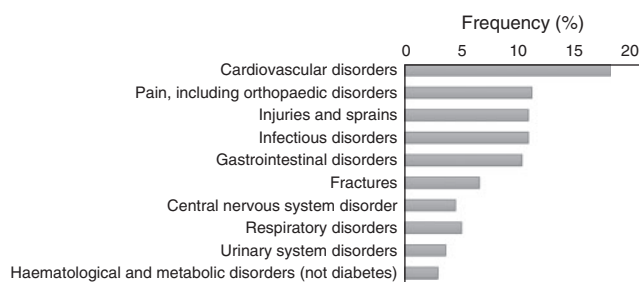 Frequency (%)
0 5 10 15 20
Cardiovascular disorders
Pain, including orthopaedic disorders
Injuries and sprains
Infectious disorders
Gastrointestinal disorders
Fractures
Central nervous system disorder
Respiratory disorders
Urinary system disorders
Haematological and metabolic disorders (not diabetes)